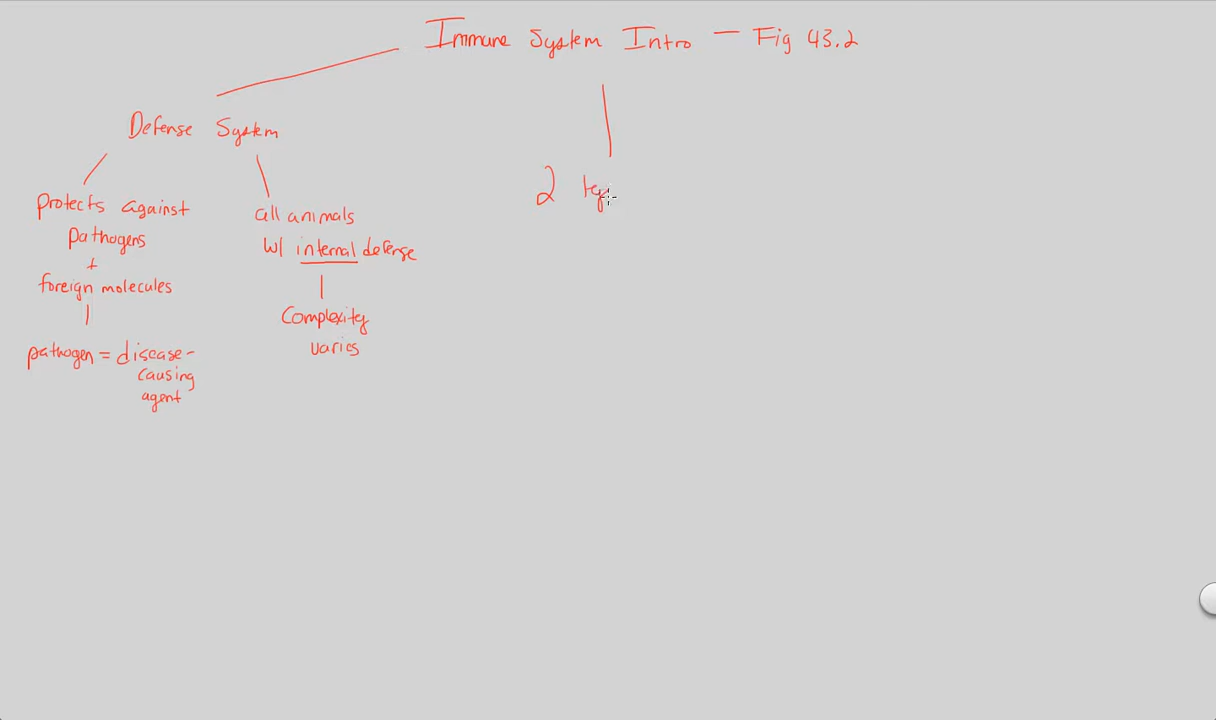 Immune System Intro - Fig 43.2
Defense System
Protects against
pathogens
+
foreign molecules
pathogen = disease-
causing
agent
all animals
w/ internal defense
Complexity
varies
2